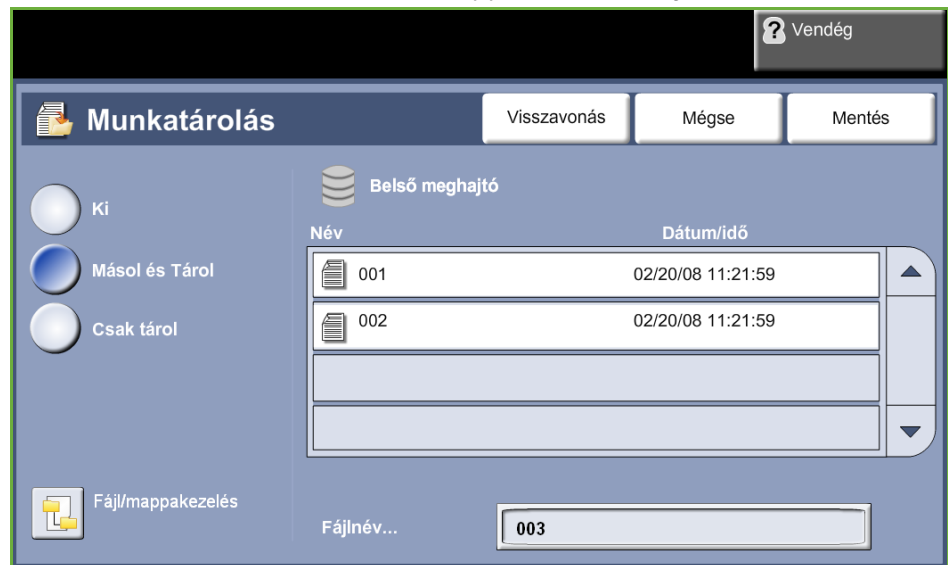 ? Vendég
Munkatárolás
Visszavonás
Mégse
Mentés
Belső meghajtó
Ki
Név Dátum/idő
Másol és Tárol
001 02/20/08 11:21:59
Csak tárol
002 02/20/08 11:21:59
Fájl/mappakezelés
Fájlnév... 003